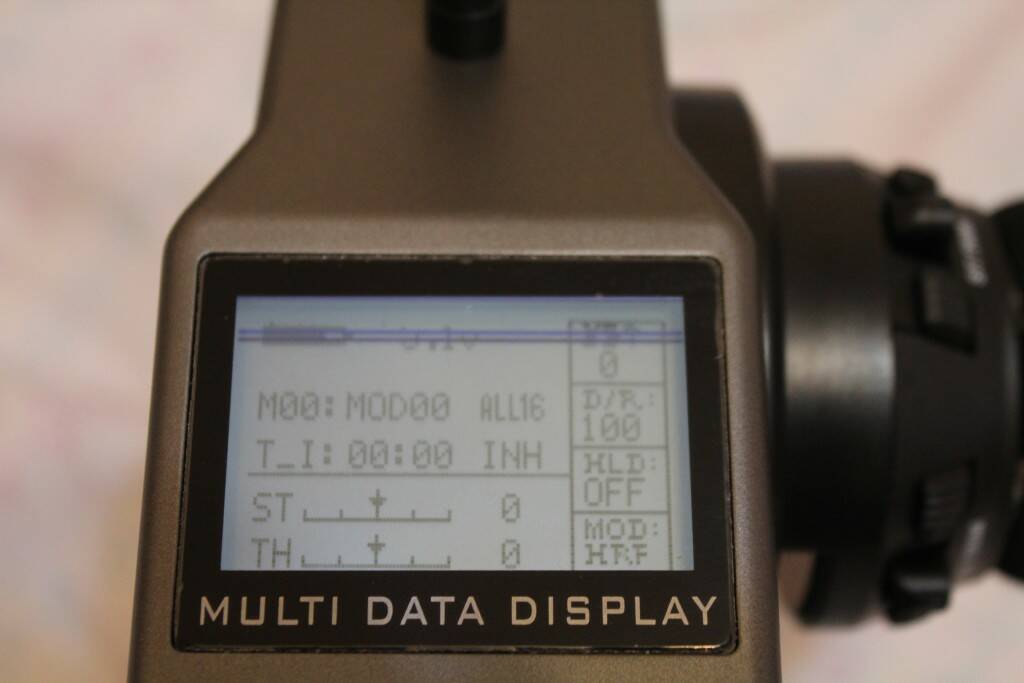 0
M00: MOD00 ALL16
D/R:
100
T_I: 00:00 INH
HLD:
OFF
ST 0
MOD:
HRF
TH 0
MULTI DATA DISPLAY